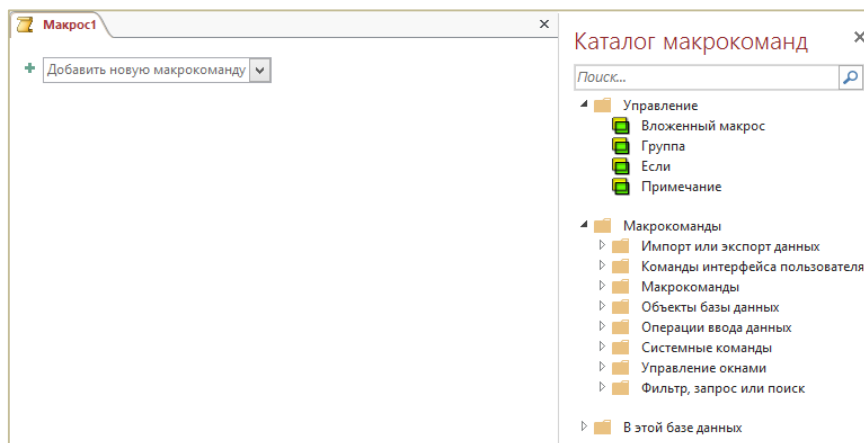 Макрос1
Добавить новую макрокоманду
Каталог макрокоманд
Поиск...
Управление
Вложенный макрос
Группа
Если
Примечание
Макрокоманды
Импорт или экспорт данных
Команды интерфейса пользователя
Макрокоманды
Объекты базы данных
Операции ввода данных
Системные команды
Управление окнами
Фильтр, запрос или поиск
В этой базе данных